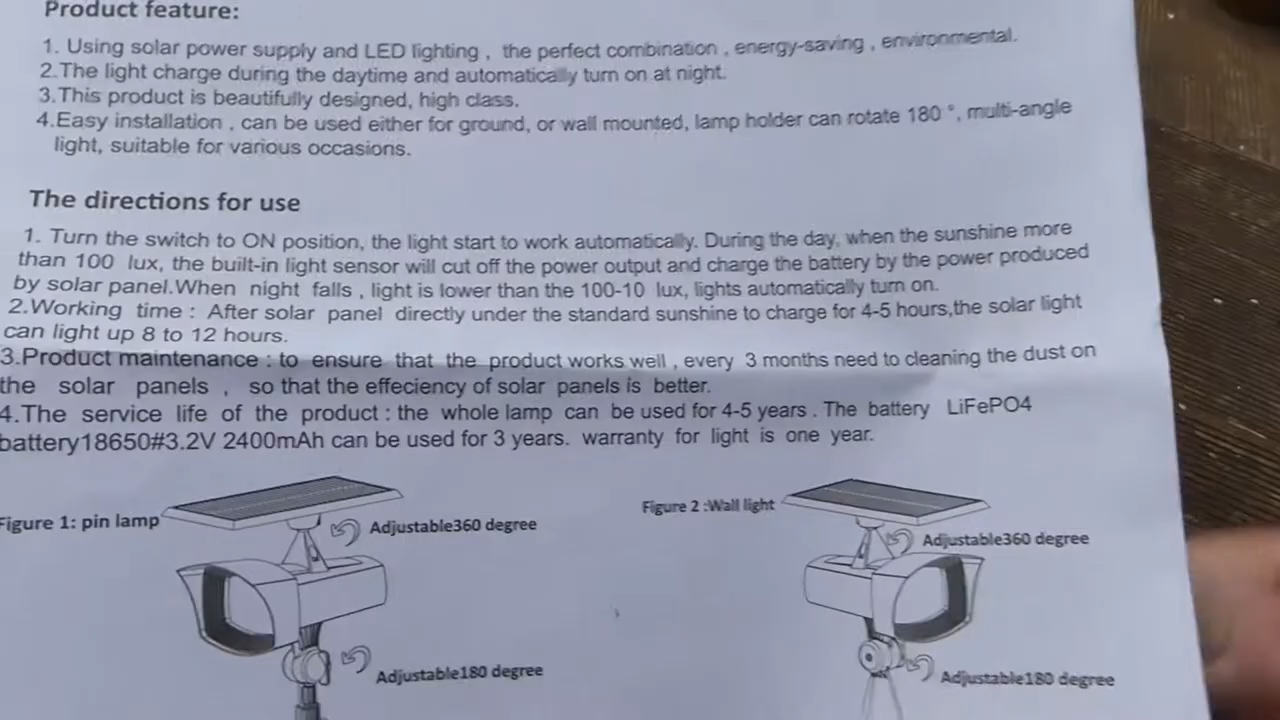 Product feature:
1. Using solar power supply and LED lighting , the perfect combination , energy-saving , environmental.
2.The light charge during the daytime and automatically turn on at night.
3.This product is beautifully designed, high class.
4.Easy installation , can be used either for ground, or wall mounted, lamp holder can rotate 180 °, multi-angle
light, suitable for various occasions.
The directions for use
1. Turn the switch to ON position, the light start to work automatically. During the day, when the sunshine more
than 100 lux, the built-in light sensor will cut off the power output and charge the battery by the power produced
by solar panel.When night falls , light is lower than the 100-10 lux, lights automatically turn on.
2.Working time : After solar panel directly under the standard sunshine to charge for 4-5 hours,the solar light
can light up 8 to 12 hours.
3.Product maintenance : to ensure that the product works well , every 3 months need to cleaning the dust on
the solar panels , so that the effeciency of solar panels is better.
4.The service life of the product : the whole lamp can be used for 4-5 years . The battery LiFePO4
battery18650#3.2V 2400mAh can be used for 3 years. warranty for light is one year.
Figure 1: pin lamp
Adjustable360 degree
Adjustable180 degree
Figure 2 :Wall light
Adjustable360 degree
Adjustable180 degree